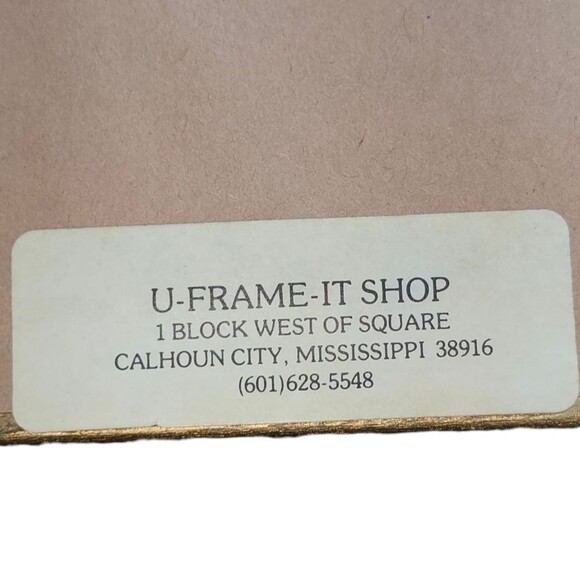 U-FRAME-IT SHOP
1 BLOCK WEST OF SQUARE
CALHOUN CITY, MISSISSIPPI 38916
(601)628-5548